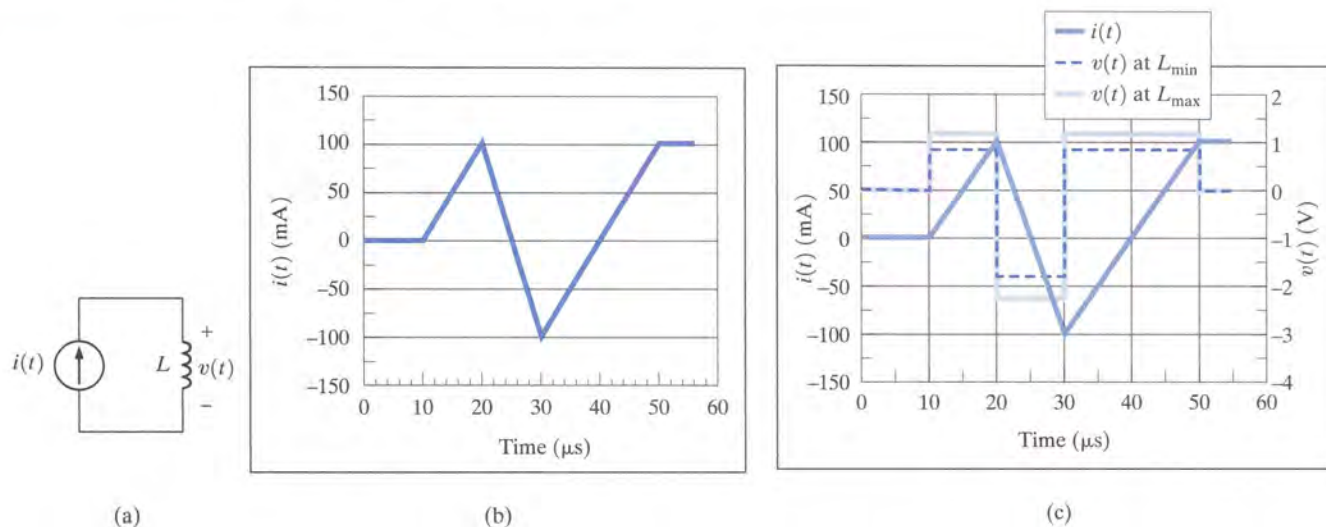 i(t)
L
+
v(t)
−
(a)
150
100
50
0
−50
−100
−150
i(t) (mA)
0 10 20 30 40 50 60
Time (μs)
(b)
i(t)
v(t) at Lmin
v(t) at Lmax
150
100
50
0
−50
−100
−150
i(t) (mA)
2
1
0
−1
−2
−3
−4
v(t) (V)
0 10 20 30 40 50 60
Time (μs)
(c)